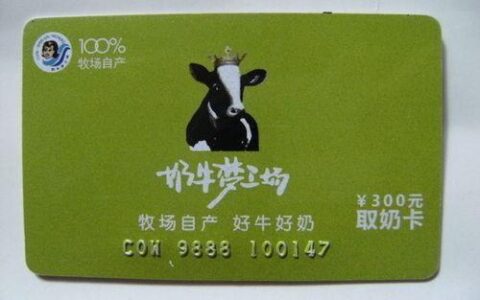 100%
牧场自产
奶牛梦工场
¥300元
牧场自产 好牛好奶
取奶卡
COW 9888 100147